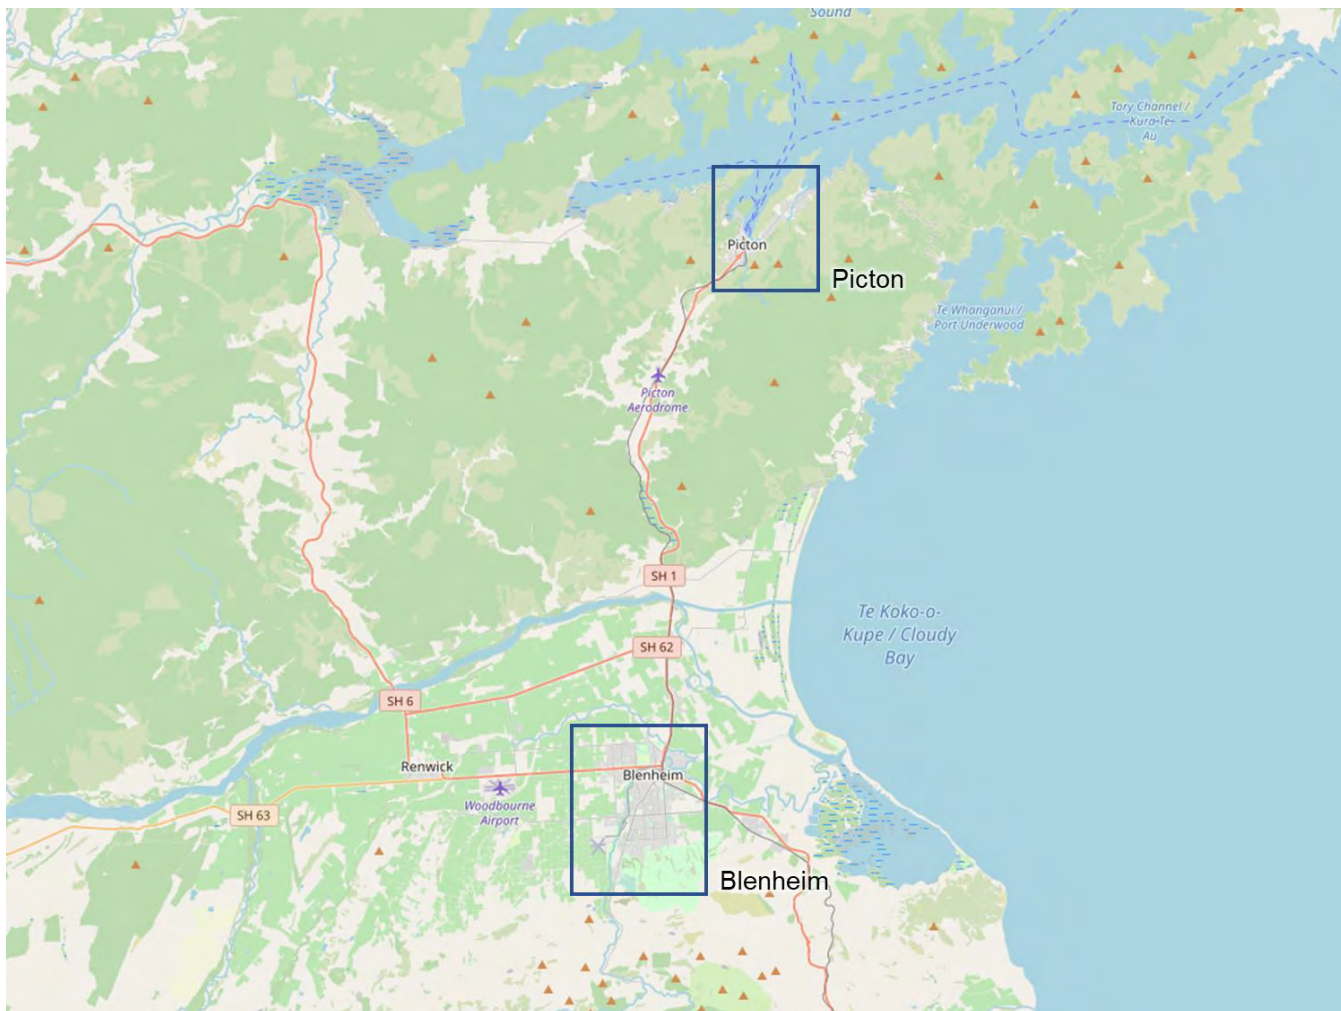 Sound
Tory Channel /
Kura Te
Au
Picton
Picton
Te Whanganui /
Port Underwood
Picton
Aerodrome
SH 1
Te Koko-o-
Kupe / Cloudy
Bay
SH 62
SH 6
Renwick
Blenheim
Woodbourne
Airport
SH 63
Blenheim